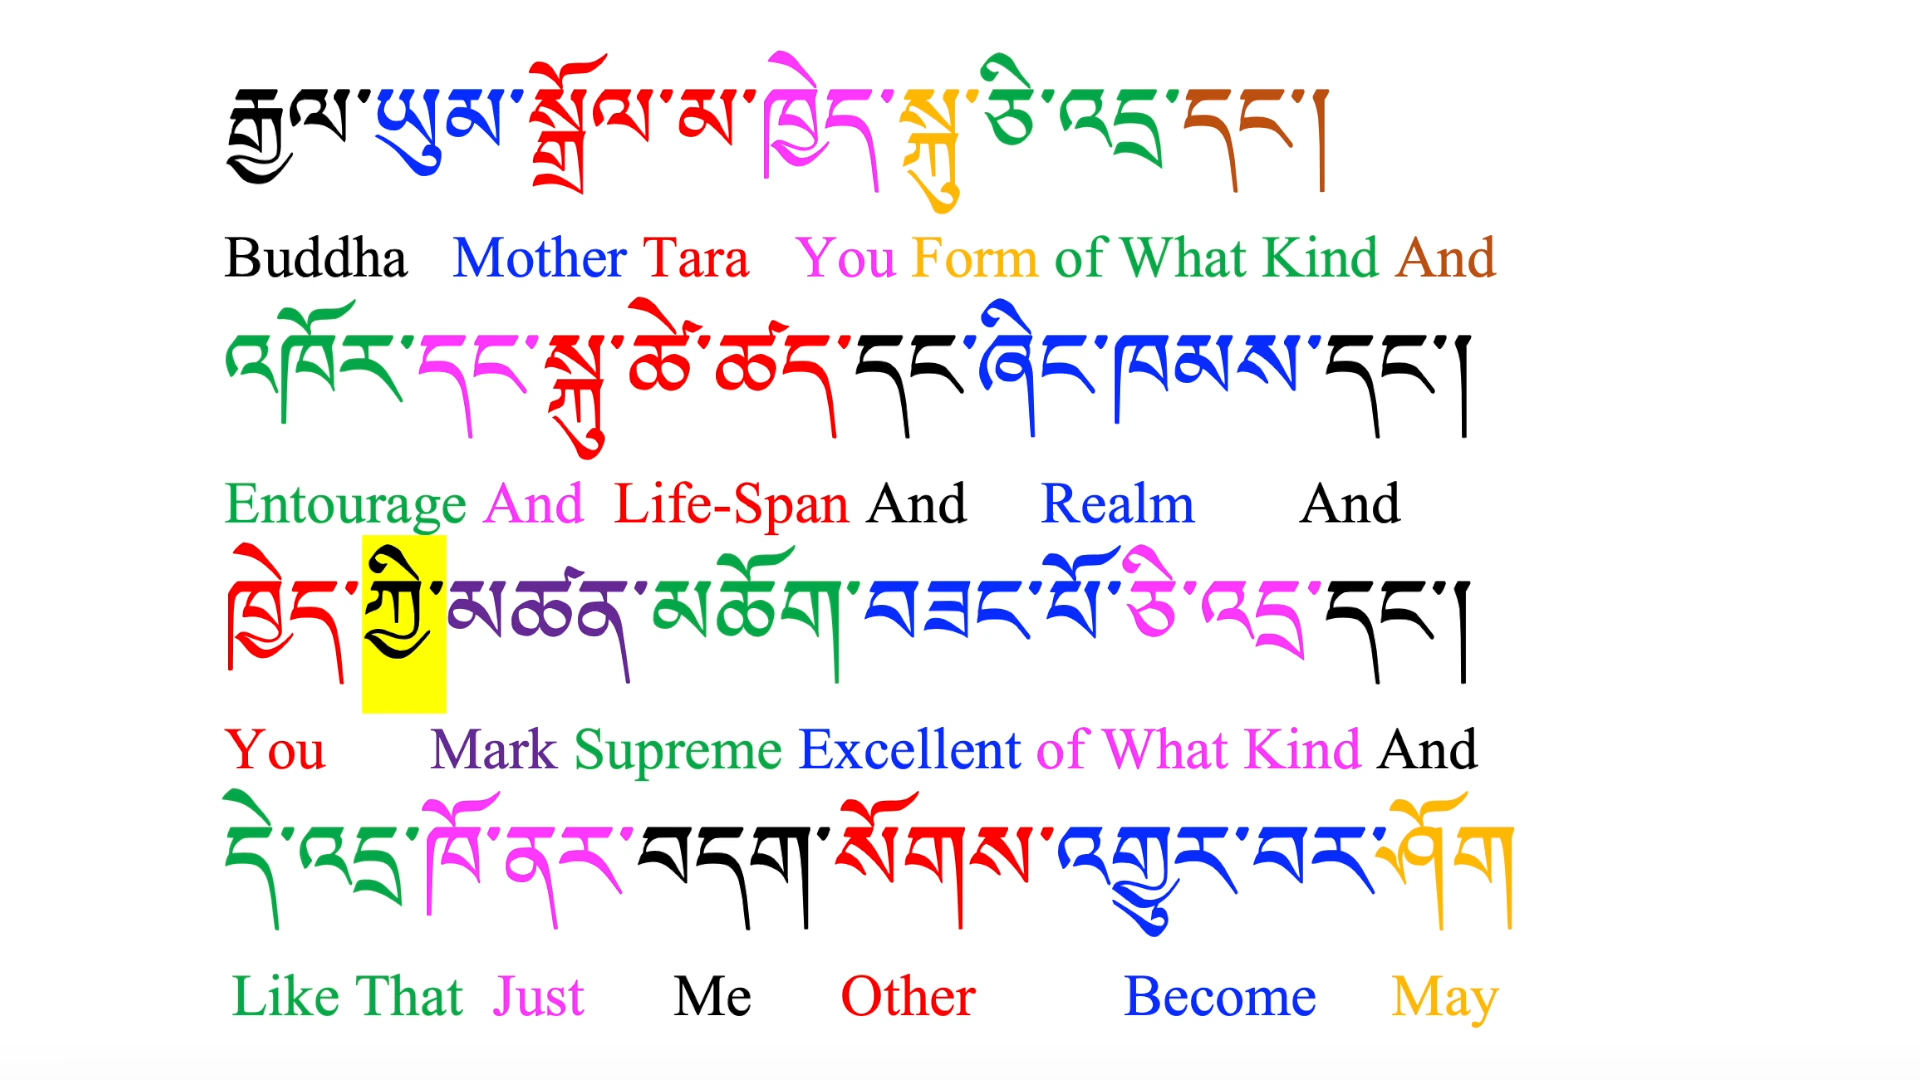 རྒྱལ་ཡུམ་སྒྲོལ་མ་ཁྱེད་སྐུ་ཅི་འདྲ་དང་།
Buddha Mother Tara You Form of What Kind And
འཁོར་དང་སྐུ་ཚེ་ཚད་དང་ཞིང་ཁམས་དང་།
Entourage And Life-Span And Realm And
ཁྱེད་ཀྱི་མཚན་མཆོག་བཟང་པོ་ཅི་འདྲ་དང་།
You Mark Supreme Excellent of What Kind And
དེ་འདྲ་ཁོ་ནར་བདག་སོགས་འགྱུར་བར་ཤོག
Like That Just Me Other Become May